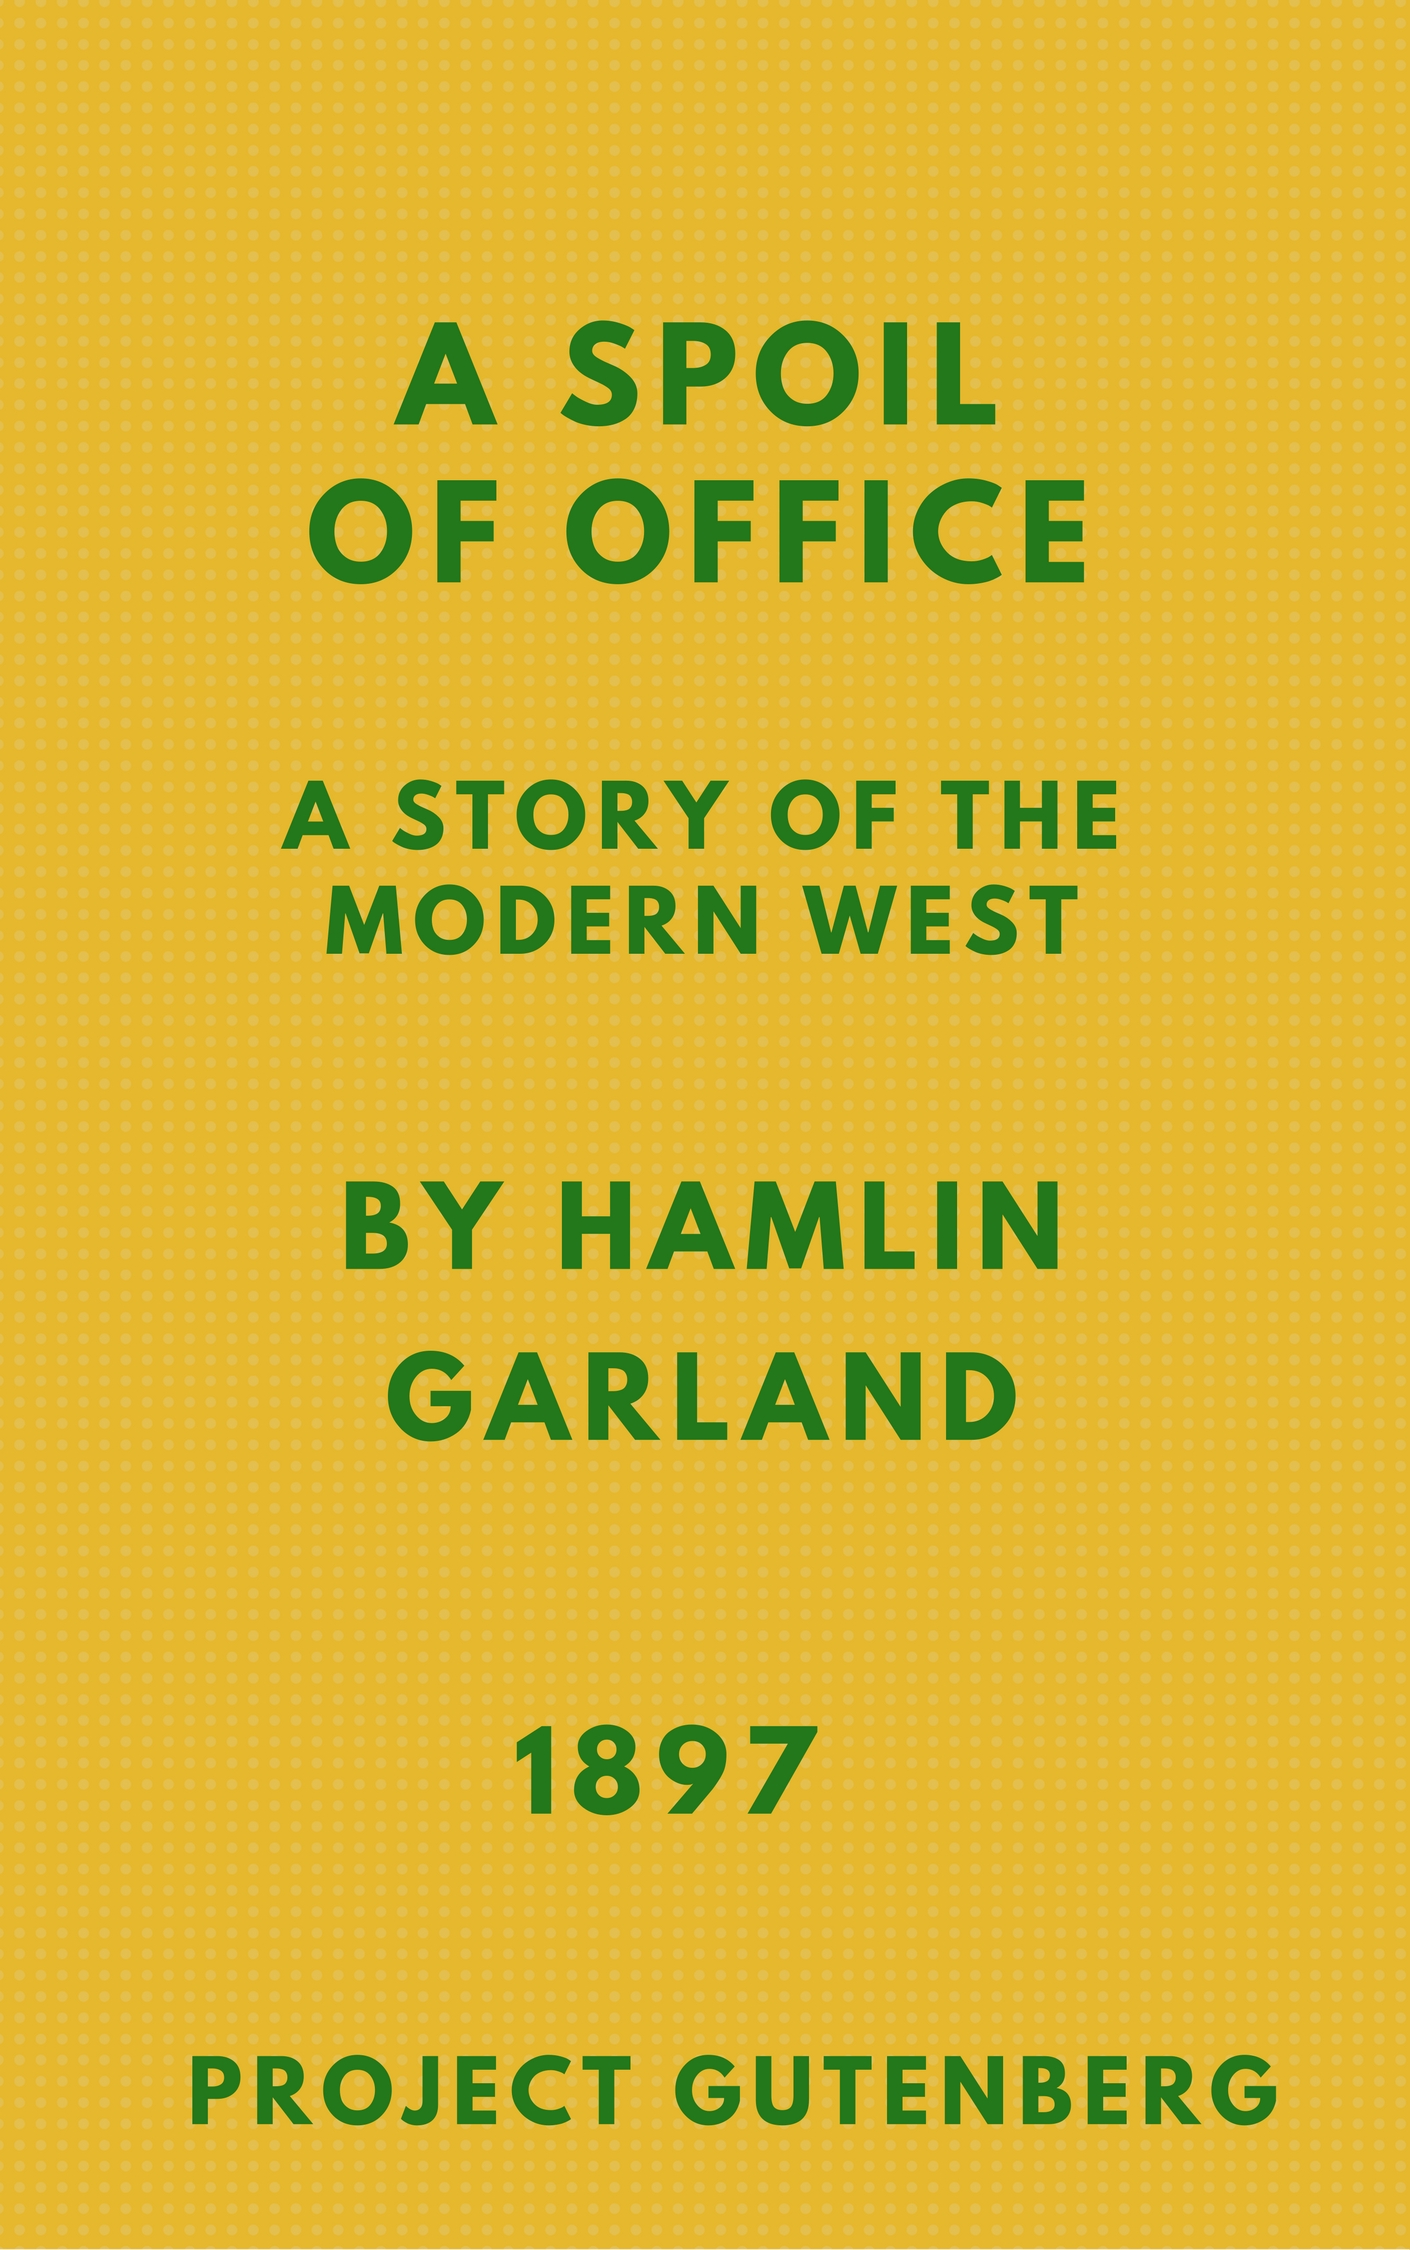 A SPOIL
OF OFFICE
A STORY OF THE
MODERN WEST
BY HAMLIN
GARLAND
1897
PROJECT GUTENBERG